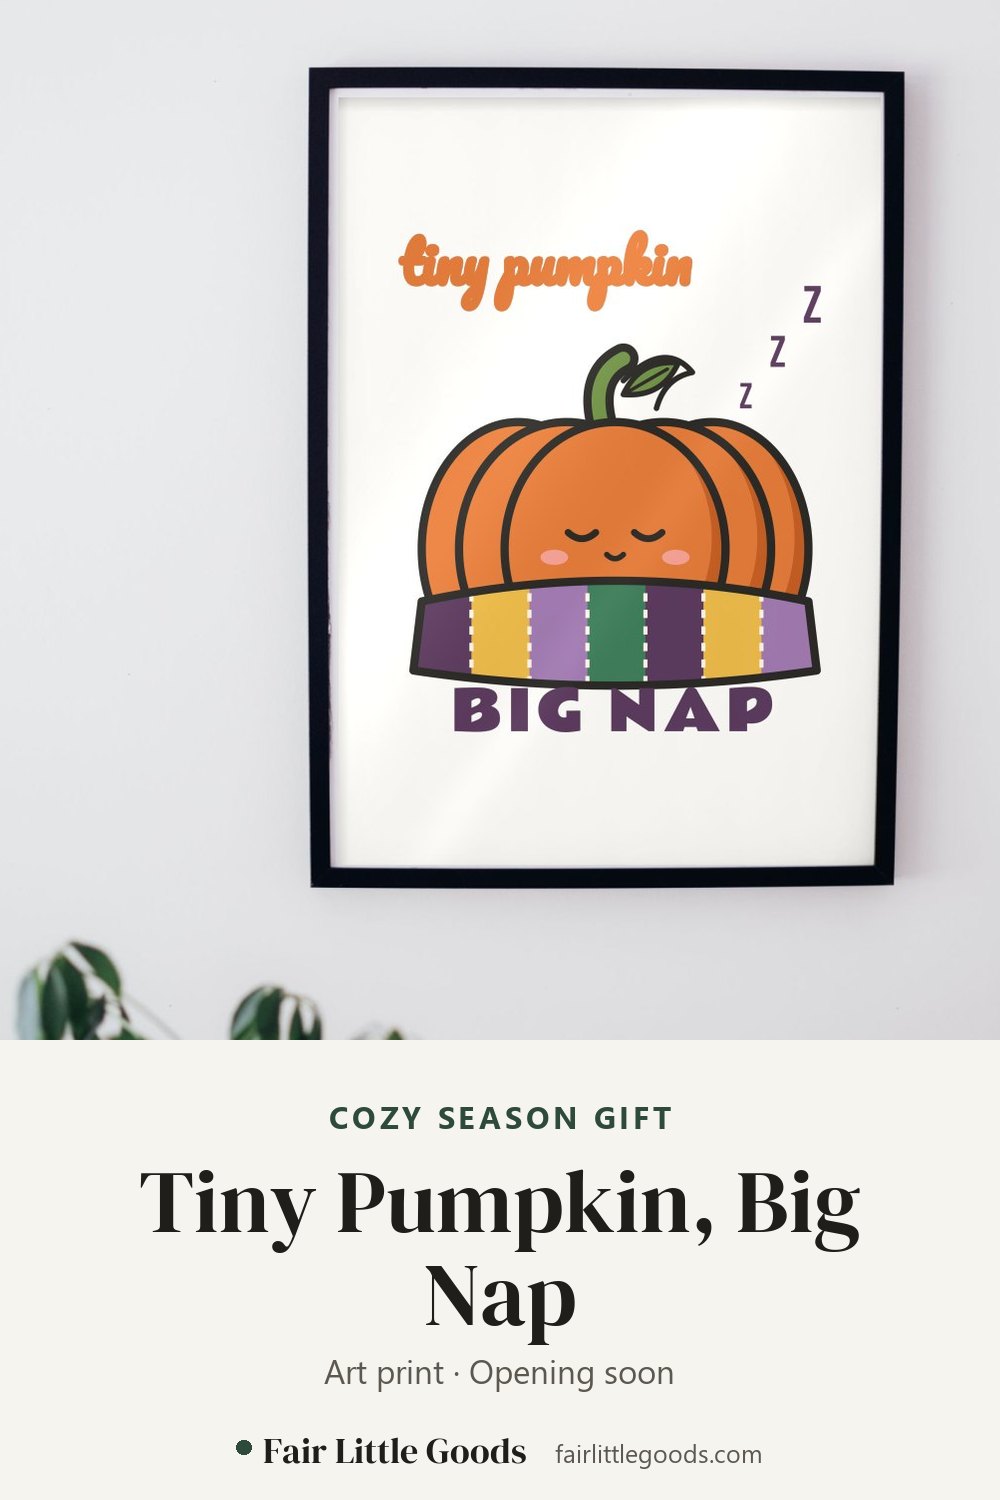 tiny pumpkin
Z
Z
Z
BIG NAP
COZY SEASON GIFT
Tiny Pumpkin, Big
Nap
Art print · Opening soon
Fair Little Goods fairlittlegoods.com